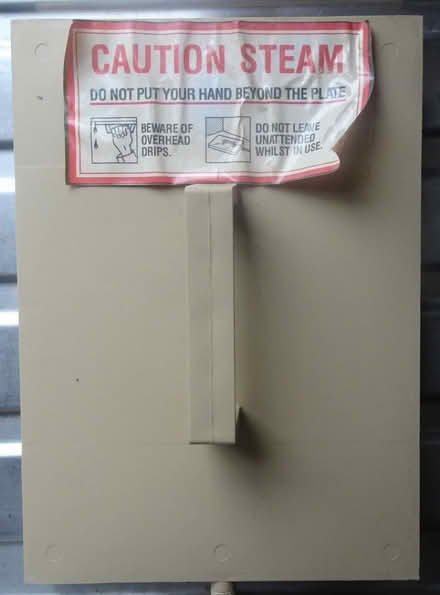 CAUTION STEAM
DO NOT PUT YOUR HAND BEYOND THE PLATE
BEWARE OF
OVERHEAD
DRIPS.
DO NOT LEAVE
UNATTENDED
WHILST IN USE.